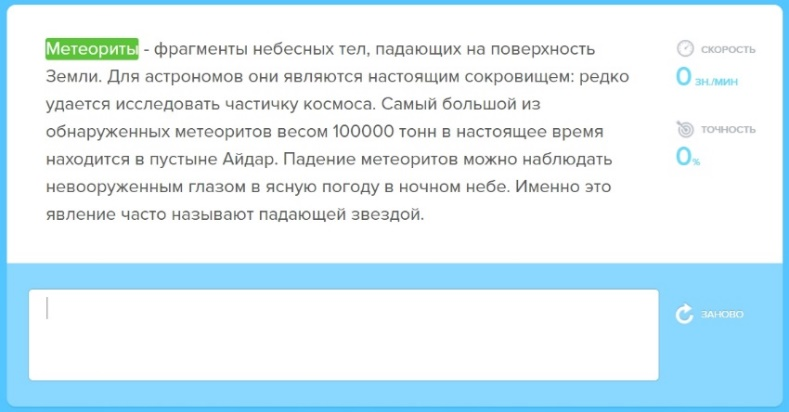 Метеориты - фрагменты небесных тел, падающих на поверхность
Земли. Для астрономов они являются настоящим сокровищем: редко
удается исследовать частичку космоса. Самый большой из
обнаруженных метеоритов весом 100000 тонн в настоящее время
находится в пустыне Айдар. Падение метеоритов можно наблюдать
невооруженным глазом в ясную погоду в ночном небе. Именно это
явление часто называют падающей звездой.
СКОРОСТЬ
0 ЗН./МИН
ТОЧНОСТЬ
0%
ЗАНОВО